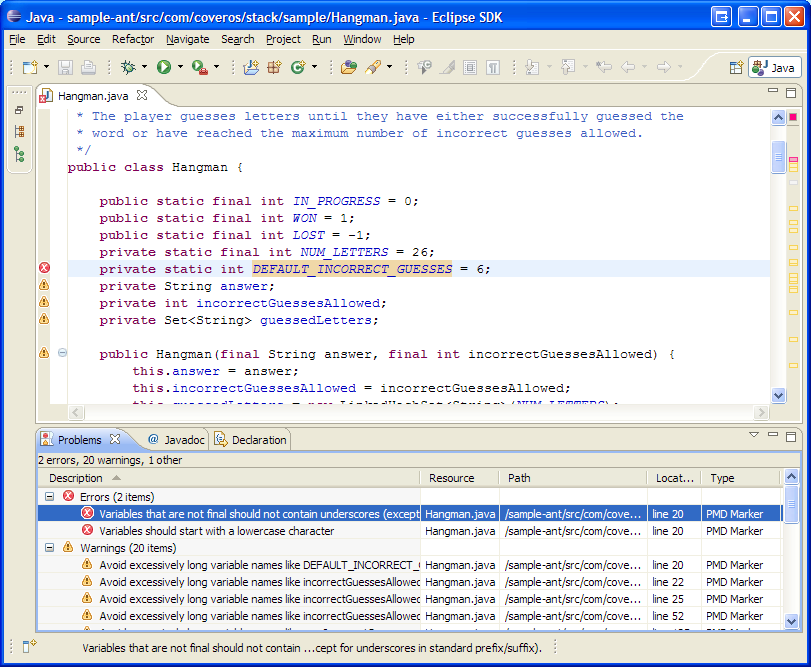 Java - sample-ant/src/com/coveros/stack/sample/Hangman.java - Eclipse SDK
File Edit Source Refactor Navigate Search Project Run Window Help
Java
Hangman.java
* The player guesses letters until they have either successfully guessed the
* word or have reached the maximum number of incorrect guesses allowed.
*/
public class Hangman {
public static final int IN_PROGRESS = 0;
public static final int WON = 1;
public static final int LOST = -1;
private static final int NUM_LETTERS = 26;
private static int DEFAULT_INCORRECT_GUESSES = 6;
private String answer;
private int incorrectGuessesAllowed;
private Set<String> guessedLetters;
public Hangman(final String answer, final int incorrectGuessesAllowed) {
this.answer = answer;
this.incorrectGuessesAllowed = incorrectGuessesAllowed;
this.guessedLetters = new LinkedHashSet<String>(NUM_LETTERS);
Problems @ Javadoc Declaration
2 errors, 20 warnings, 1 other
Description Resource Path Locat... Type
Errors (2 items)
Variables that are not final should not contain underscores (except Hangman.java /sample-ant/src/com/cove... line 20 PMD Marker
Variables should start with a lowercase character Hangman.java /sample-ant/src/com/cove... line 20 PMD Marker
Warnings (20 items)
Avoid excessively long variable names like DEFAULT_INCORRECT_ Hangman.java /sample-ant/src/com/cove... line 20 PMD Marker
Avoid excessively long variable names like incorrectGuessesAllowed Hangman.java /sample-ant/src/com/cove... line 22 PMD Marker
Avoid excessively long variable names like incorrectGuessesAllowed Hangman.java /sample-ant/src/com/cove... line 25 PMD Marker
Avoid excessively long variable names like incorrectGuessesAllowed Hangman.java /sample-ant/src/com/cove... line 52 PMD Marker
Variables that are not final should not contain ...cept for underscores in standard prefix/suffix).